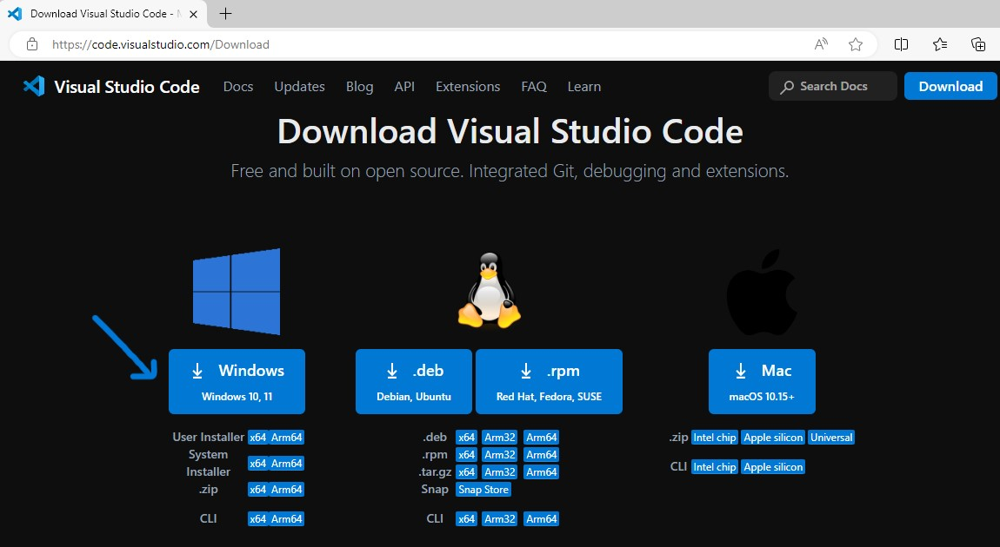 Download Visual Studio Code -
https://code.visualstudio.com/Download
Visual Studio Code Docs Updates Blog API Extensions FAQ Learn Search Docs Download
Download Visual Studio Code
Free and built on open source. Integrated Git, debugging and extensions.
Windows
Windows 10, 11
User Installer x64 Arm64
System
Installer x64 Arm64
.zip x64 Arm64
CLI x64 Arm64
.deb
Debian, Ubuntu
.rpm
Red Hat, Fedora, SUSE
.deb x64 Arm32 Arm64
.rpm x64 Arm32 Arm64
.tar.gz x64 Arm32 Arm64
Snap Snap Store
CLI x64 Arm32 Arm64
Mac
macOS 10.15+
.zip Intel chip Apple silicon Universal
CLI Intel chip Apple silicon